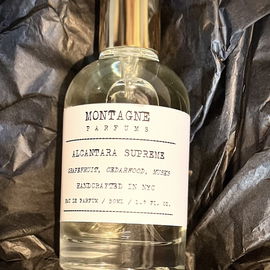 MONTAGNE
PARFUMS
ALCANTARA SUPREME
GRAPEFRUIT, CEDARWOOD, MUSKS
HANDCRAFTED IN NYC
EAU DE PARFUM / 50ML / 1.7 FL. OZ.